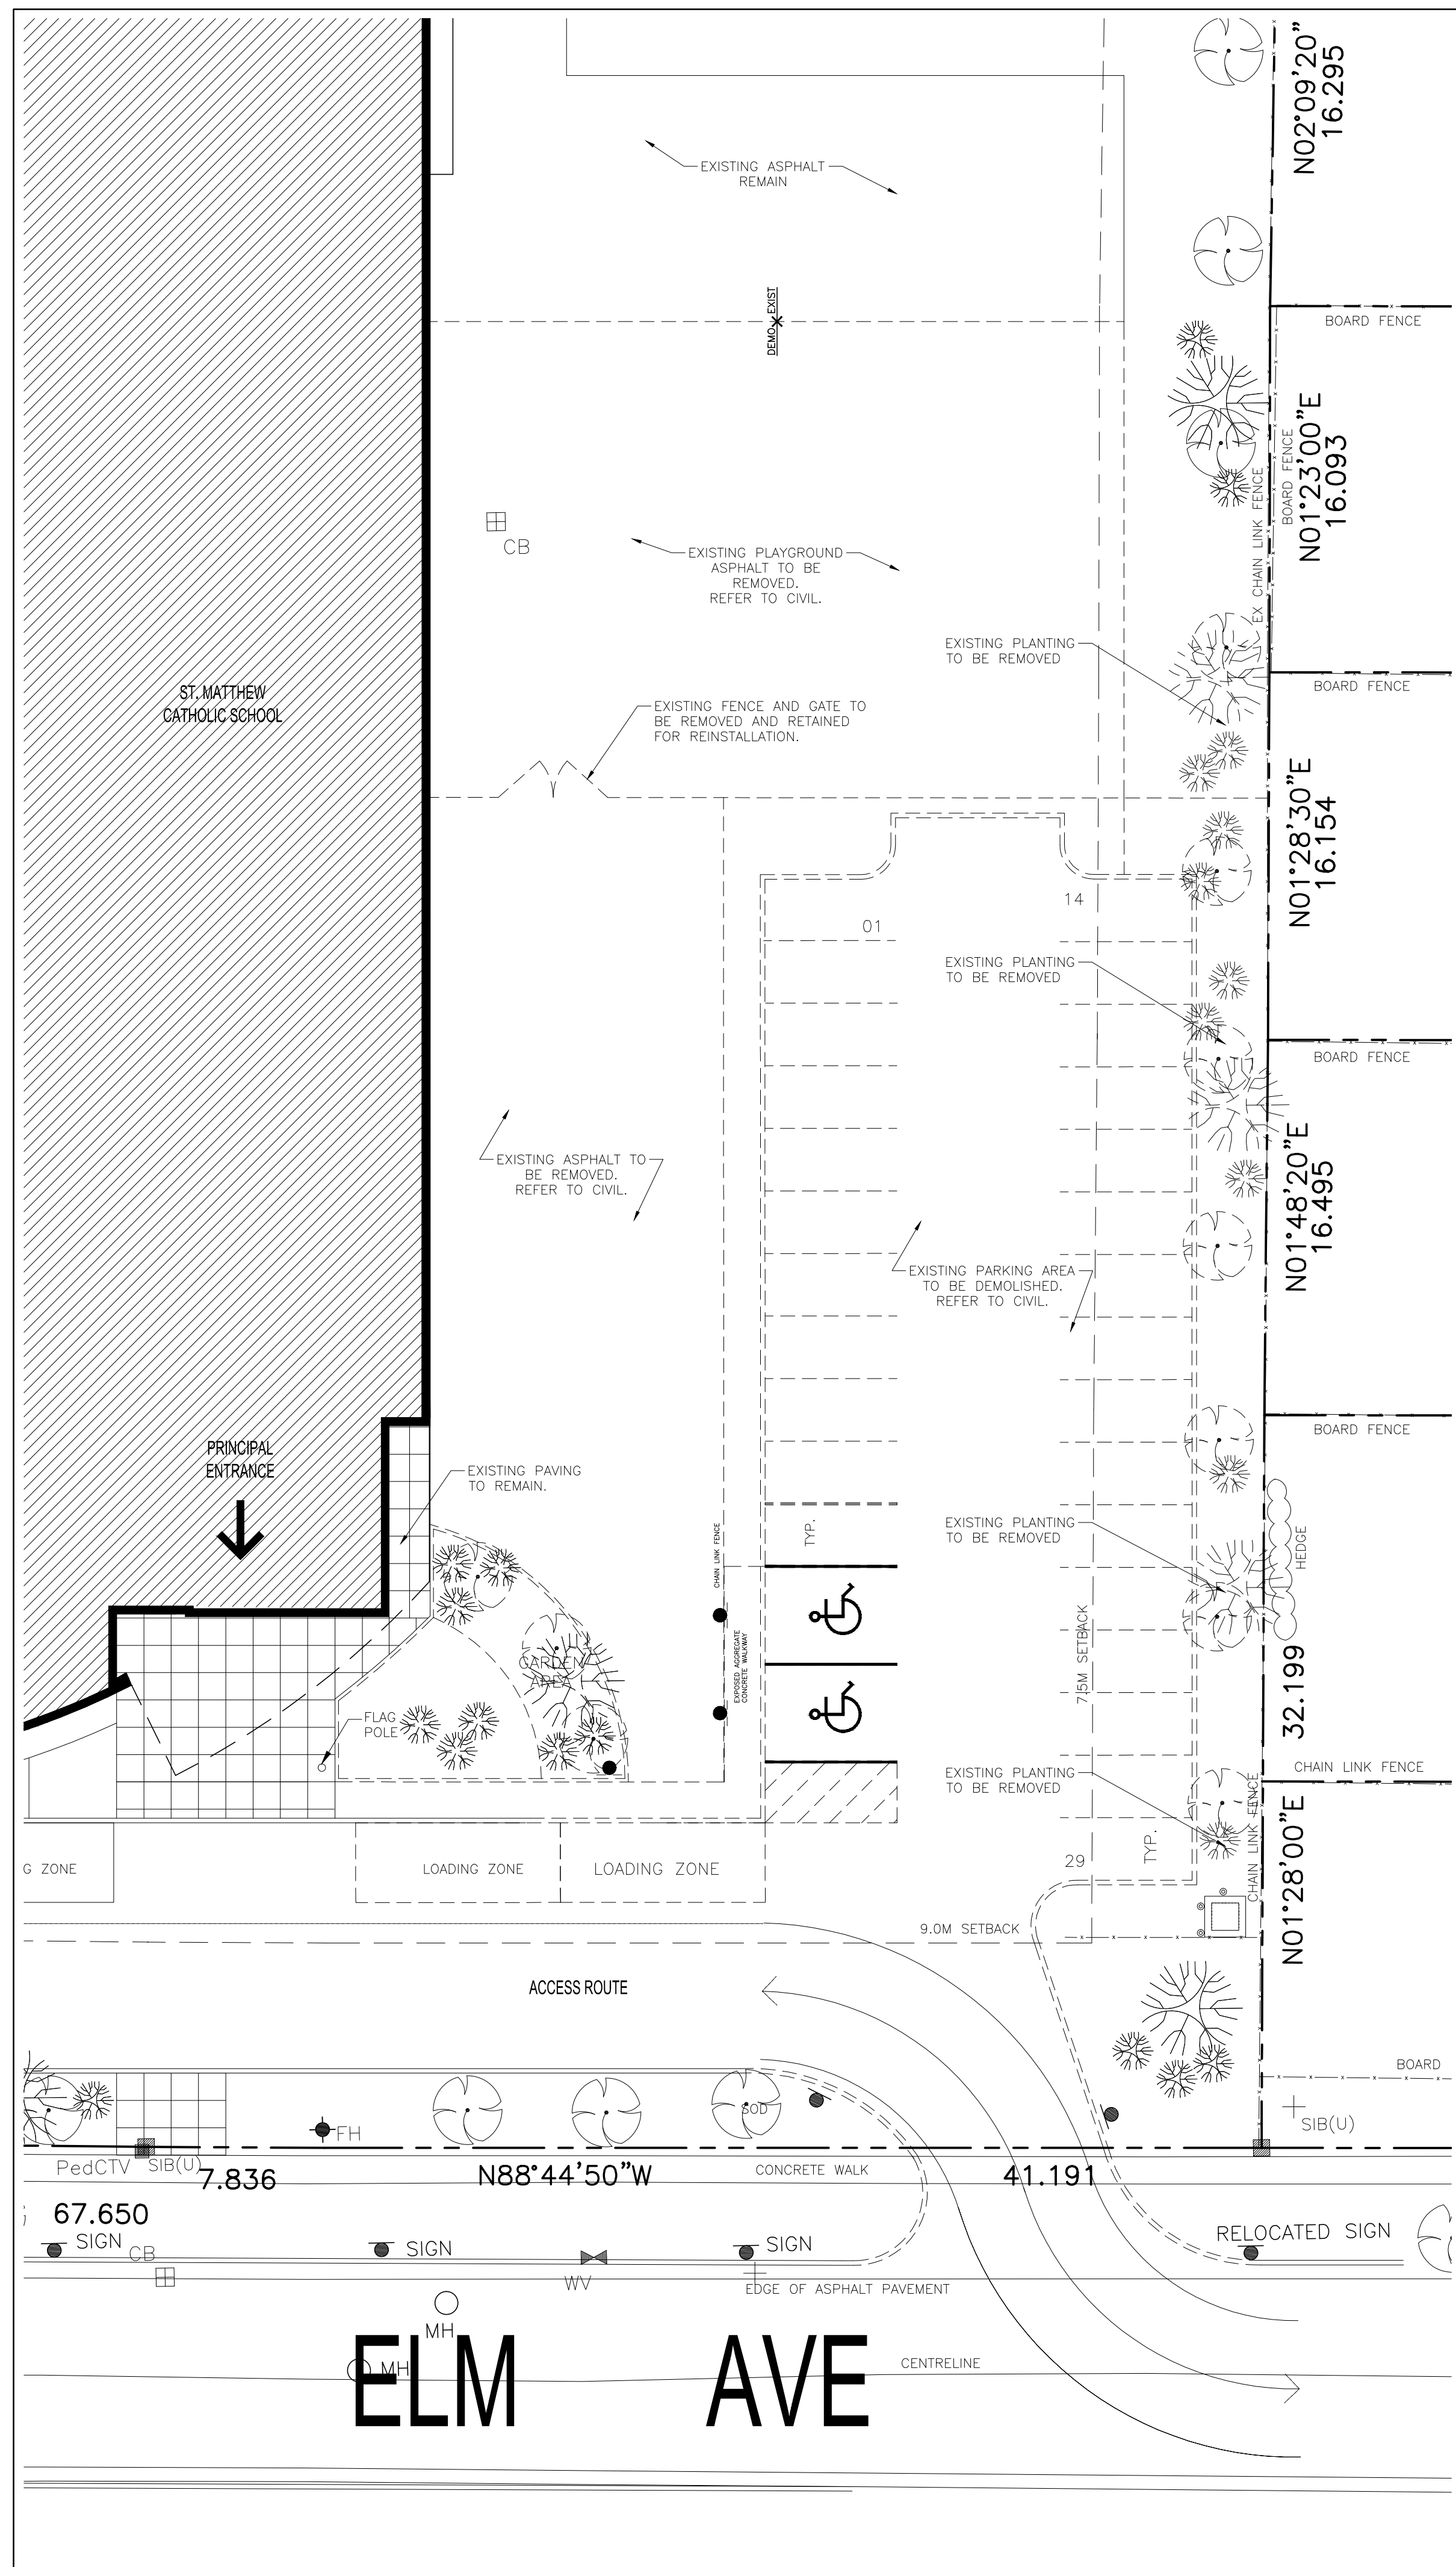 N02°09'20"
16.295
EXISTING ASPHALT
REMAIN
DEMO. EXIST
BOARD FENCE
N01°23'00"E
16.093
BOARD FENCE
EX CHAIN LINK FENCE
CB
EXISTING PLAYGROUND
ASPHALT TO BE
REMOVED.
REFER TO CIVIL.
EXISTING PLANTING
TO BE REMOVED
BOARD FENCE
ST. MATTHEW
CATHOLIC SCHOOL
EXISTING FENCE AND GATE TO
BE REMOVED AND RETAINED
FOR REINSTALLATION.
N01°28'30"E
16.154
14
01
EXISTING PLANTING
TO BE REMOVED
BOARD FENCE
N01°48'20"E
16.495
EXISTING ASPHALT TO
BE REMOVED.
REFER TO CIVIL.
EXISTING PARKING AREA
TO BE DEMOLISHED.
REFER TO CIVIL.
BOARD FENCE
PRINCIPAL
ENTRANCE
EXISTING PAVING
TO REMAIN.
CHAIN LINK FENCE
TYP.
EXISTING PLANTING
TO BE REMOVED
HEDGE
7.5M SETBACK
EXPOSED AGGREGATE
CONCRETE WALKWAY
GARDEN
AREA
32.199
FLAG
POLE
CHAIN LINK FENCE
EXISTING PLANTING
TO BE REMOVED
CHAIN LINK FENCE
N01°28'00"E
TYP.
29
G ZONE
LOADING ZONE
LOADING ZONE
9.0M SETBACK
ACCESS ROUTE
BOARD
SOD
FH
SIB(U)
PedCTV
SIB(U)
7.836
N88°44'50"W
CONCRETE WALK
41.191
67.650
SIGN
CB
SIGN
SIGN
RELOCATED SIGN
WV
EDGE OF ASPHALT PAVEMENT
MH
MH
CENTRELINE
ELM AVE